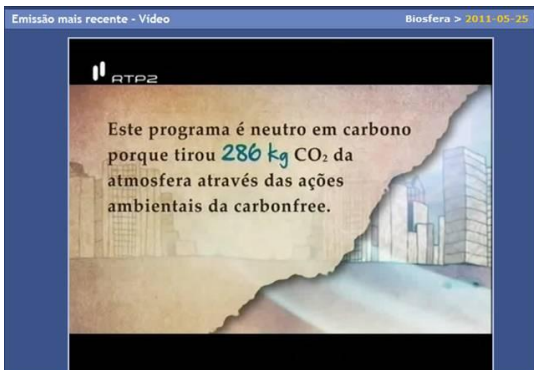 Emissão mais recente - Vídeo
Biosfera > 2011-05-25
RTP2
Este programa é neutro em carbono
porque tirou 286 kg CO₂ da
atmosfera através das ações
ambientais da carbonfree.